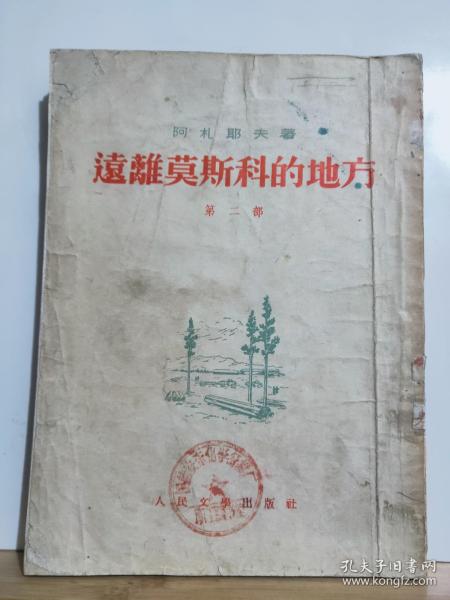 阿札耶夫著
遠離莫斯科的地方
第二部
人民文學出版社
孔夫子旧书网
www.kongfz.com